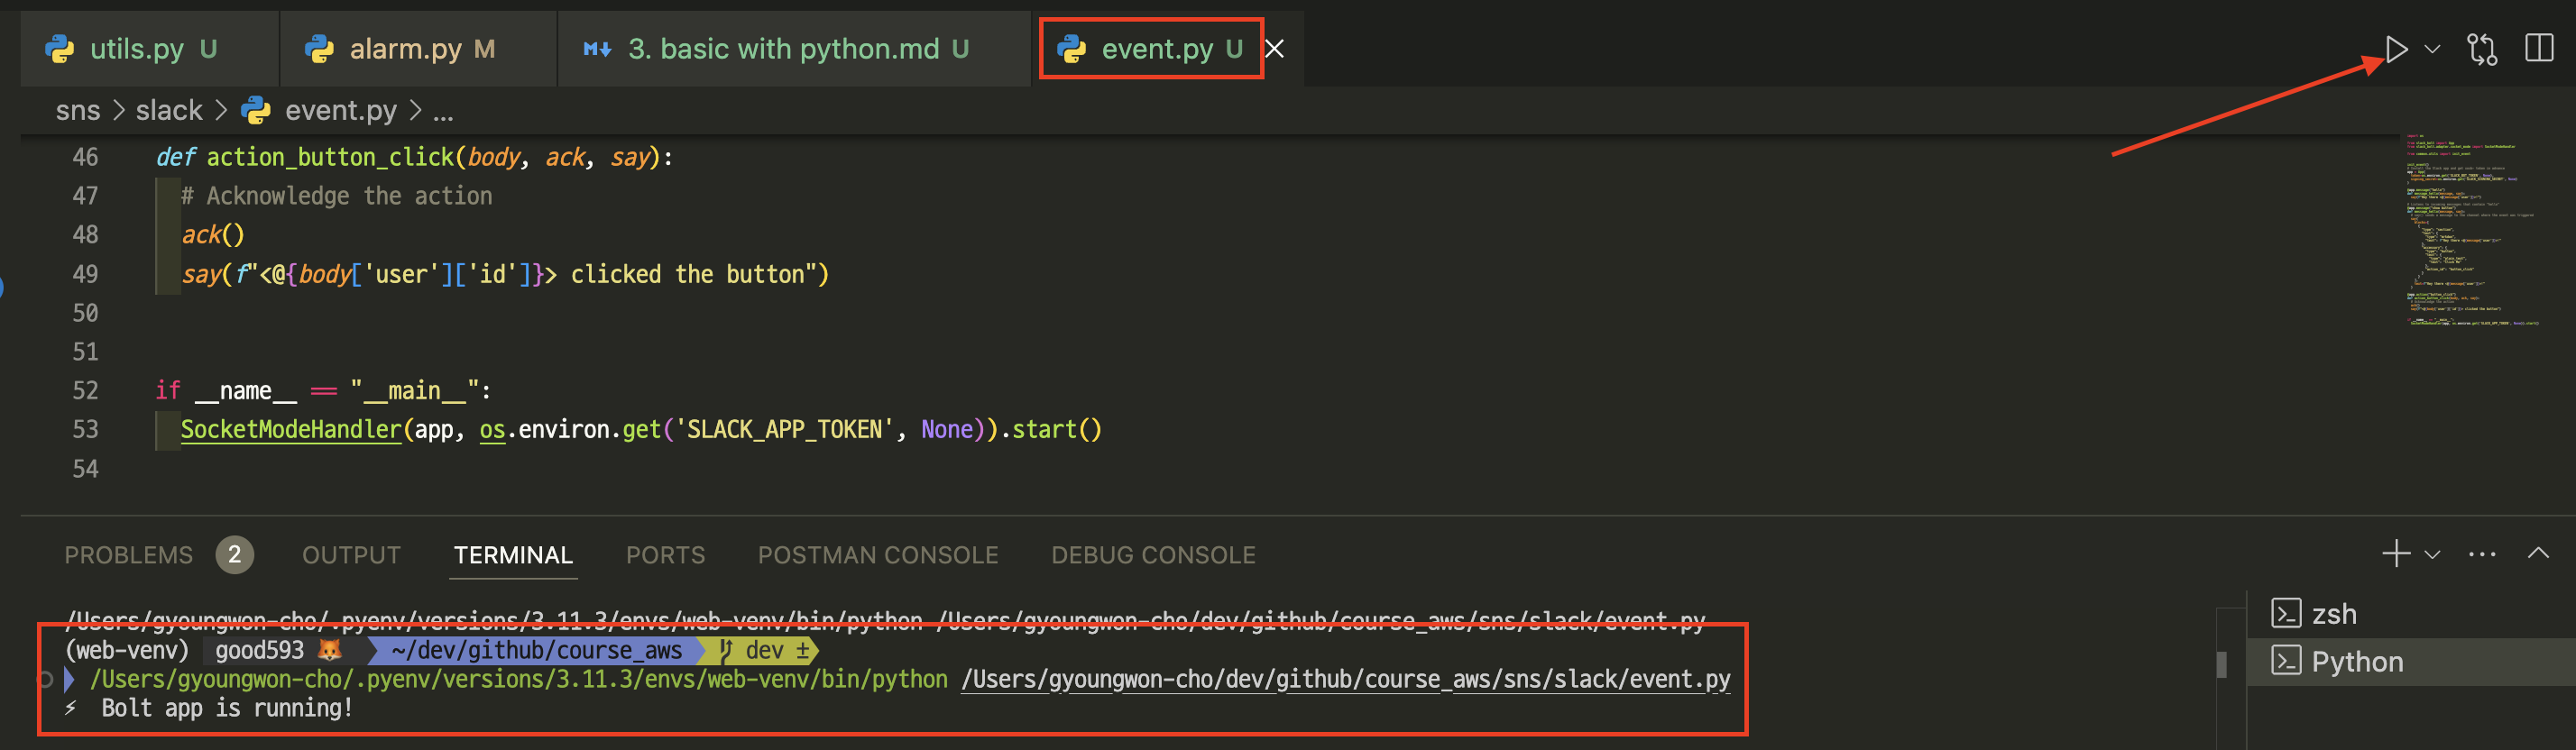 utils.py U
alarm.py M
3. basic with python.md U
event.py U
sns > slack > event.py > ...
46 def action_button_click(body, ack, say):
47 # Acknowledge the action
48 ack()
49 say(f"<@{body['user']['id']}> clicked the button")
50
51
52 if __name__ == "__main__":
53 SocketModeHandler(app, os.environ.get('SLACK_APP_TOKEN', None)).start()
54
PROBLEMS 2 OUTPUT TERMINAL PORTS POSTMAN CONSOLE DEBUG CONSOLE
/Users/gyoungwon-cho/.pyenv/versions/3.11.3/envs/web-venv/bin/python /Users/gyoungwon-cho/dev/github/course_aws/sns/slack/event.py
(web-venv) good593 🦊 ~/dev/github/course_aws dev ±
/Users/gyoungwon-cho/.pyenv/versions/3.11.3/envs/web-venv/bin/python /Users/gyoungwon-cho/dev/github/course_aws/sns/slack/event.py
⚡ Bolt app is running!
zsh
Python